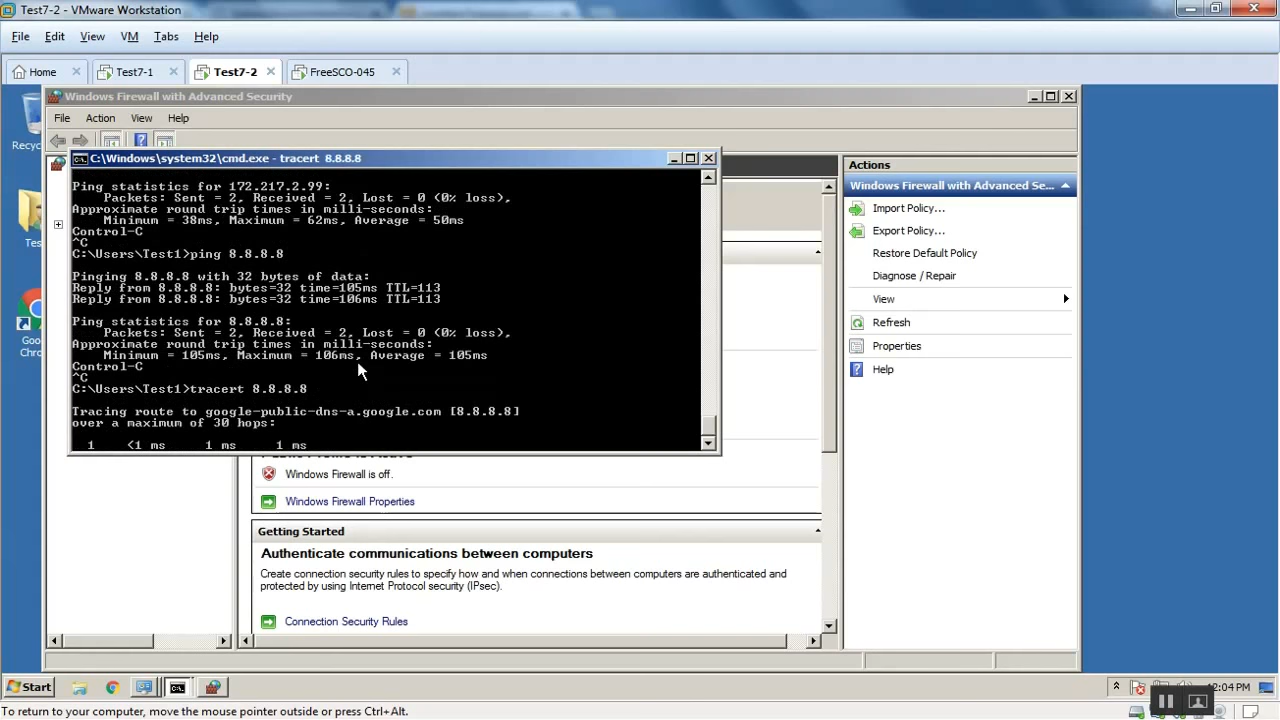 Test7-2 - VMware Workstation
File Edit View VM Tabs Help
Home Test7-1 Test7-2 FreeSCO-045
Windows Firewall with Advanced Security
File Action View Help
Recyc
Tes
Goo
Chro
C:\Windows\system32\cmd.exe - tracert 8.8.8.8
Ping statistics for 172.217.2.99:
Packets: Sent = 2, Received = 2, Lost = 0 (0% loss),
Approximate round trip times in milli-seconds:
Minimum = 38ms, Maximum = 62ms, Average = 50ms
Control-C
^C
C:\Users\Test1>ping 8.8.8.8
Pinging 8.8.8.8 with 32 bytes of data:
Reply from 8.8.8.8: bytes=32 time=105ms TTL=113
Reply from 8.8.8.8: bytes=32 time=106ms TTL=113
Ping statistics for 8.8.8.8:
Packets: Sent = 2, Received = 2, Lost = 0 (0% loss),
Approximate round trip times in milli-seconds:
Minimum = 105ms, Maximum = 106ms, Average = 105ms
Control-C
^C
C:\Users\Test1>tracert 8.8.8.8
Tracing route to google-public-dns-a.google.com [8.8.8.8]
over a maximum of 30 hops:
1 <1 ms 1 ms 1 ms
Windows Firewall is off.
Windows Firewall Properties
Getting Started
Authenticate communications between computers
Create connection security rules to specify how and when connections between computers are authenticated and
protected by using Internet Protocol security (IPsec).
Connection Security Rules
Actions
Windows Firewall with Advanced Se...
Import Policy...
Export Policy...
Restore Default Policy
Diagnose / Repair
View
Refresh
Properties
Help
Start
12:04 PM
To return to your computer, move the mouse pointer outside or press Ctrl+Alt.